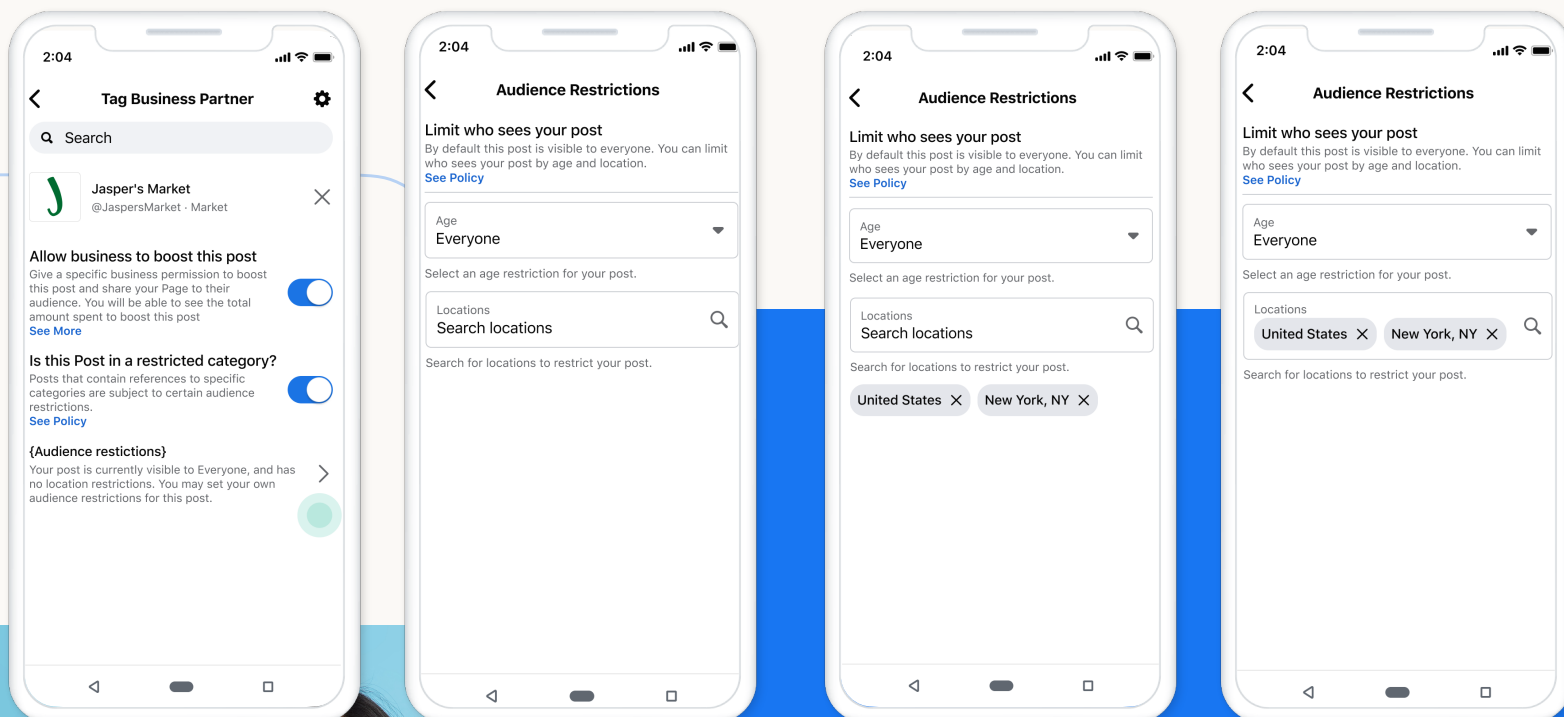 2:04
Tag Business Partner
Search
Jasper's Market
@JaspersMarket · Market
Allow business to boost this post
Give a specific business permission to boost
this post and share your Page to their
audience. You will be able to see the total
amount spent to boost this post
See More
Is this Post in a restricted category?
Posts that contain references to specific
categories are subject to certain audience
restrictions.
See Policy
{Audience restictions}
Your post is currently visible to Everyone, and has
no location restrictions. You may set your own
audience restrictions for this post.
2:04
Audience Restrictions
Limit who sees your post
By default this post is visible to everyone. You can limit
who sees your post by age and location.
See Policy
Age
Everyone
Select an age restriction for your post.
Locations
Search locations
Search for locations to restrict your post.
2:04
Audience Restrictions
Limit who sees your post
By default this post is visible to everyone. You can limit
who sees your post by age and location.
See Policy
Age
Everyone
Select an age restriction for your post.
Locations
Search locations
Search for locations to restrict your post.
United States New York, NY
2:04
Audience Restrictions
Limit who sees your post
By default this post is visible to everyone. You can limit
who sees your post by age and location.
See Policy
Age
Everyone
Select an age restriction for your post.
Locations
United States New York, NY
Search for locations to restrict your post.